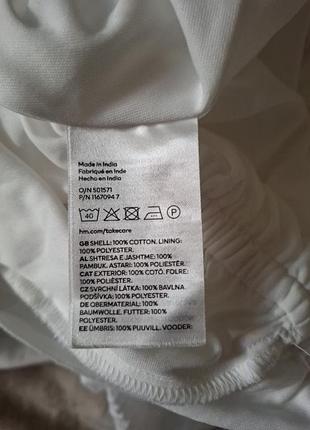 Made in India
Fabriqué en Inde
Hecho en India
O/N 501571
P/N 1167094 7
40
P
hm.com/takecare
GB SHELL: 100% COTTON. LINING:
100% POLYESTER.
AL SHTRESA E JASHTME: 100%
PAMBUK. ASTARI: 100% POLIESTËR.
CAT EXTERIOR: 100% COTÓ. FOLRE:
100% POLIÈSTER.
CZ SVRCHNÍ LÁTKA: 100% BAVLNA.
PODŠÍVKA: 100% POLYESTER.
DE OBERMATERIAL: 100%
BAUMWOLLE. FUTTER: 100%
POLYESTER.
EE ÜMBRIS: 100% PUUVILL. VOODER: